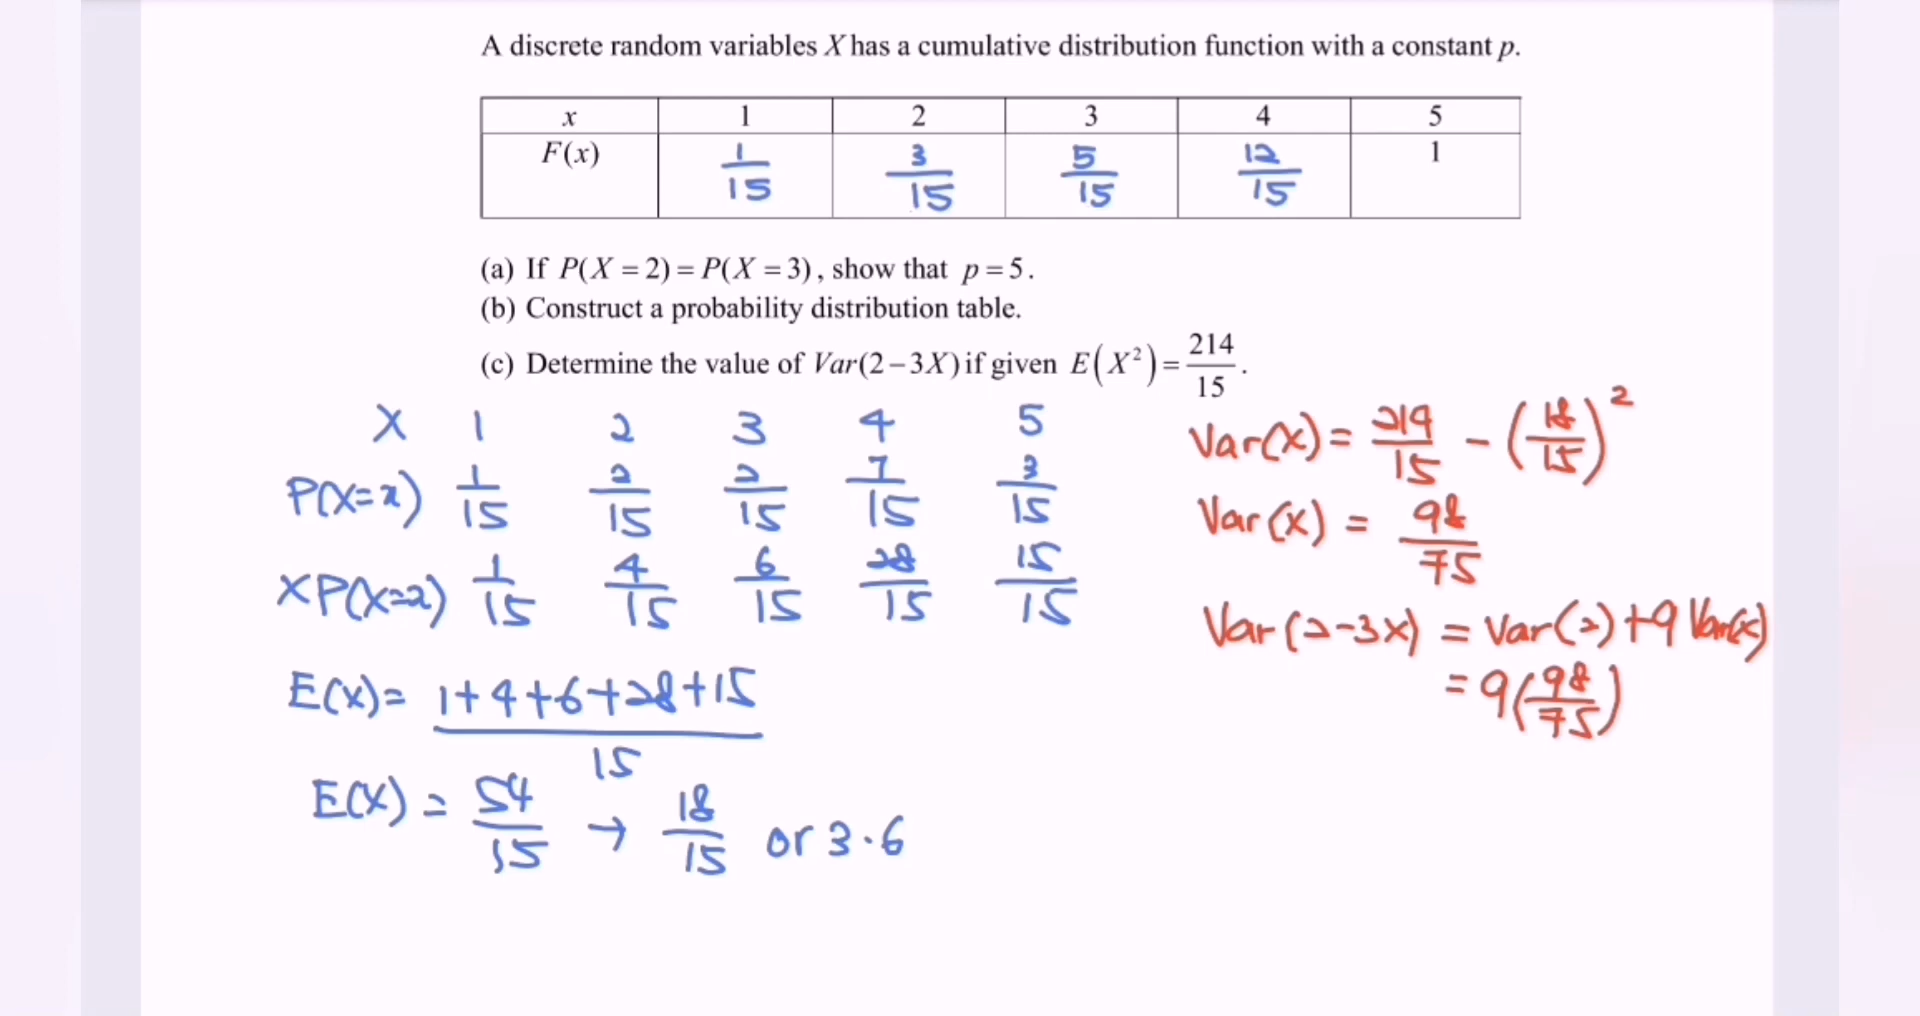 A discrete random variables X has a cumulative distribution function with a constant p.
x 1 2 3 4 5
F(x) 1/15 3/15 5/15 12/15 1
(a) If P(X = 2) = P(X = 3), show that p = 5.
(b) Construct a probability distribution table.
(c) Determine the value of Var(2 − 3X) if given E(X²) = 214/15.
X 1 2 3 4 5
P(X=x) 1/15 2/15 2/15 7/15 3/15
XP(X=x) 1/15 4/15 6/15 28/15 15/15
E(X) = (1+4+6+28+15)/15
E(X) = 54/15 → 18/15 or 3.6
Var(X) = 214/15 - (18/15)²
Var(X) = 98/75
Var(2-3X) = Var(2)+9 Var(X)
= 9(98/75)